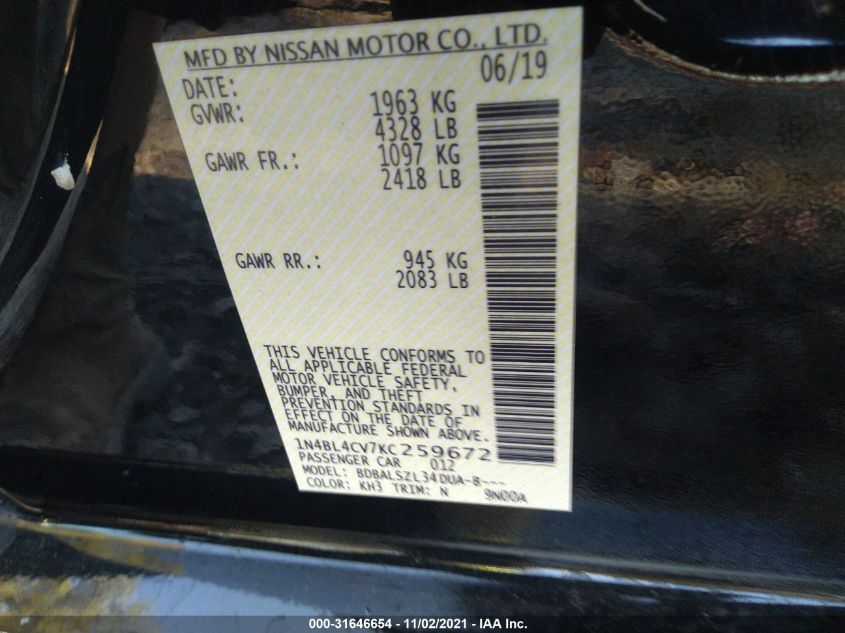 MFD BY NISSAN MOTOR CO., LTD.
DATE: 06/19
GVWR: 1963 KG
4328 LB
GAWR FR.: 1097 KG
2418 LB
GAWR RR.: 945 KG
2083 LB
THIS VEHICLE CONFORMS TO
ALL APPLICABLE FEDERAL
MOTOR VEHICLE SAFETY,
BUMPER, AND THEFT
PREVENTION STANDARDS IN
EFFECT ON THE DATE OF
MANUFACTURE SHOWN ABOVE.
1N4BL4CV7KC259672
PASSENGER CAR 012
MODEL: BDBALSZL34DUA-B---
COLOR: KH3 TRIM: N 9N00A
000-31646654 - 11/02/2021 - IAA Inc.